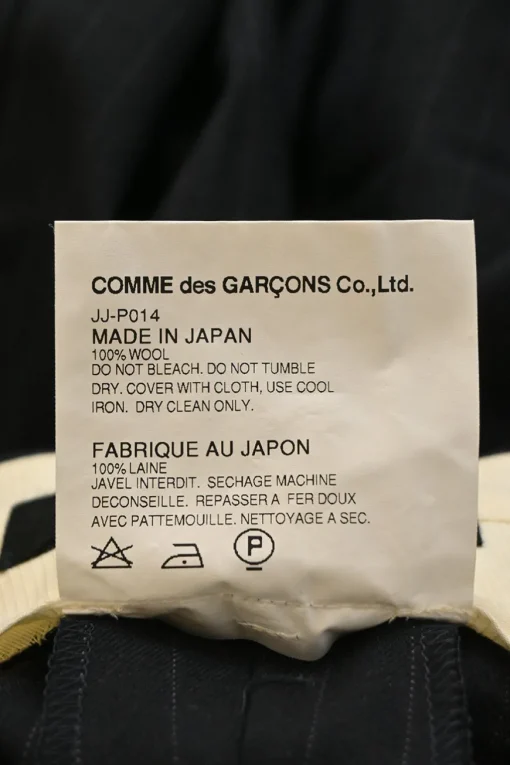 COMME des GARÇONS Co.,Ltd.
JJ-P014
MADE IN JAPAN
100% WOOL
DO NOT BLEACH. DO NOT TUMBLE
DRY. COVER WITH CLOTH, USE COOL
IRON. DRY CLEAN ONLY.
FABRIQUE AU JAPON
100% LAINE
JAVEL INTERDIT. SECHAGE MACHINE
DECONSEILLE. REPASSER A FER DOUX
AVEC PATTEMOUILLE. NETTOYAGE A SEC.
P